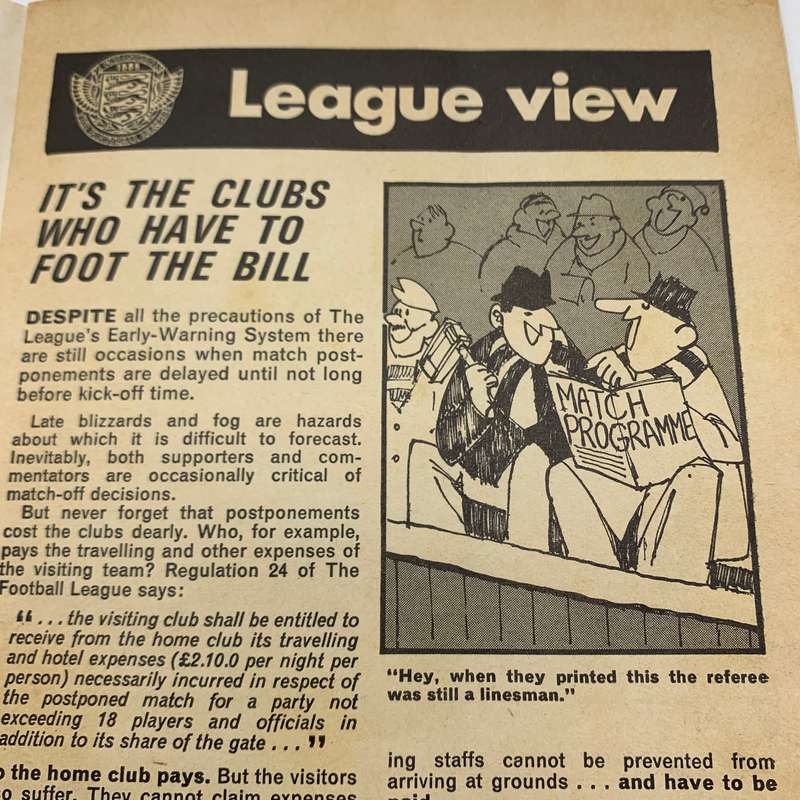 1888
League view
IT'S THE CLUBS
WHO HAVE TO
FOOT THE BILL
DESPITE all the precautions of The
League's Early-Warning System there
are still occasions when match post-
ponements are delayed until not long
before kick-off time.
Late blizzards and fog are hazards
about which it is difficult to forecast.
Inevitably, both supporters and com-
mentators are occasionally critical of
match-off decisions.
But never forget that postponements
cost the clubs dearly. Who, for example,
pays the travelling and other expenses of
the visiting team? Regulation 24 of The
Football League says:
“ . . . the visiting club shall be entitled to
receive from the home club its travelling
and hotel expenses (£2.10.0 per night per
person) necessarily incurred in respect of
the postponed match for a party not
exceeding 18 players and officials in
addition to its share of the gate . . . ”
o the home club pays. But the visitors
o suffer. They cannot claim expenses
MATCH
PROGRAMME
“Hey, when they printed this the referee
was still a linesman.”
ing staffs cannot be prevented from
arriving at grounds . . . and have to be
paid